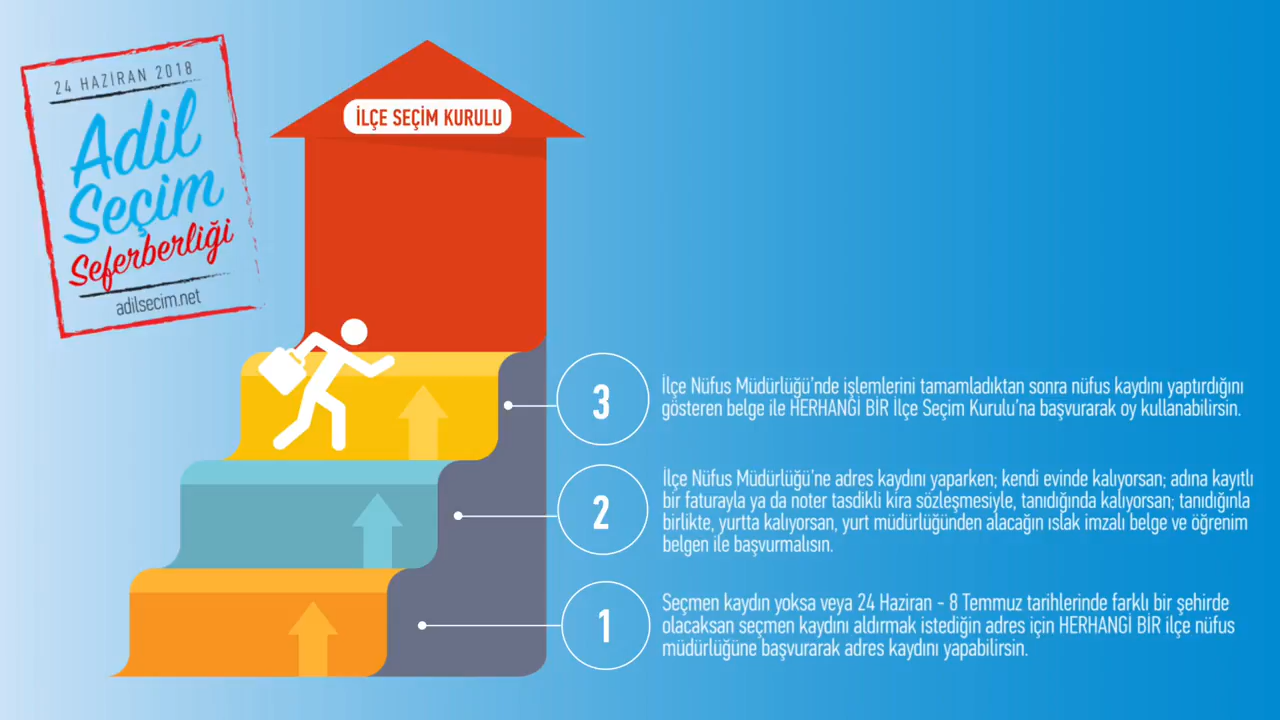 24 HAZİRAN 2018
Adil
Seçim
Seferberliği
adilsecim.net
İLÇE SEÇİM KURULU
3
İlçe Nüfus Müdürlüğü'nde işlemlerini tamamladıktan sonra nüfus kaydını yaptırdığını
gösteren belge ile HERHANGİ BİR İlçe Seçim Kurulu'na başvurarak oy kullanabilirsin.
2
İlçe Nüfus Müdürlüğü'ne adres kaydını yaparken; kendi evinde kalıyorsan; adına kayıtlı
bir faturayla ya da noter tasdikli kira sözleşmesiyle, tanıdığında kalıyorsan; tanıdığınla
birlikte, yurtta kalıyorsan, yurt müdürlüğünden alacağın ıslak imzalı belge ve öğrenim
belgen ile başvurmalısın.
1
Seçmen kaydın yoksa veya 24 Haziran - 8 Temmuz tarihlerinde farklı bir şehirde
olacaksan seçmen kaydını aldırmak istediğin adres için HERHANGİ BİR ilçe nüfus
müdürlüğüne başvurarak adres kaydını yapabilirsin.